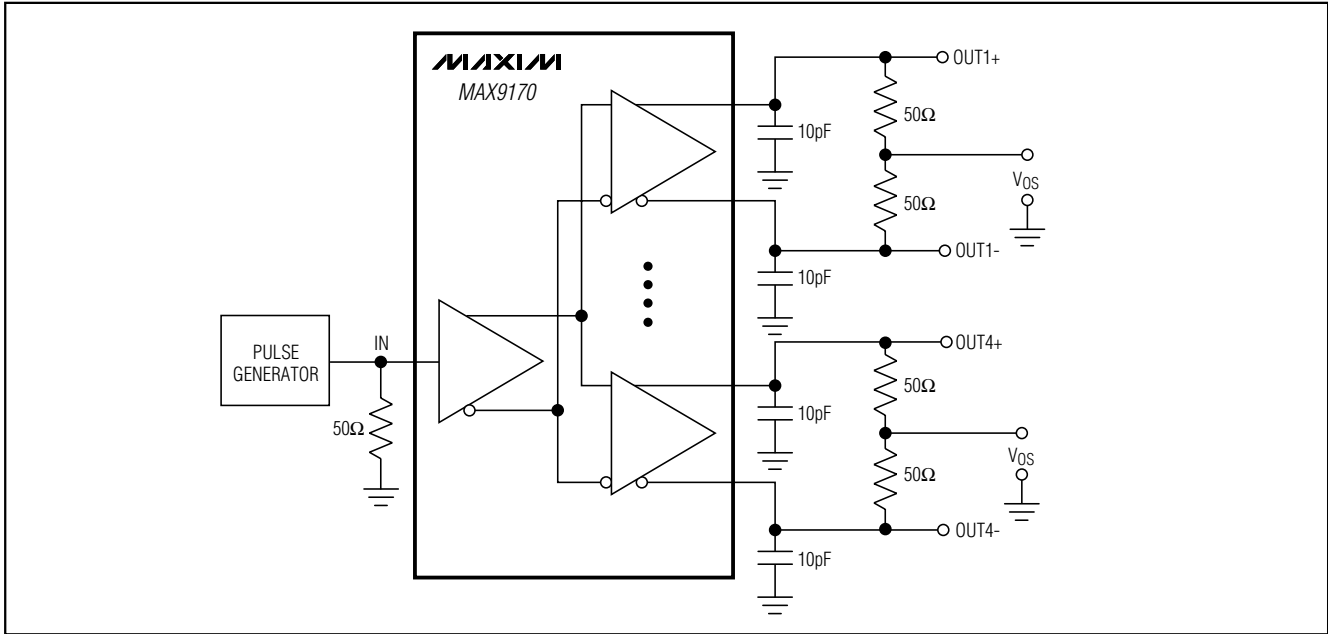 MAXIM
MAX9170
PULSE
GENERATOR
IN
50Ω
10pF
10pF
10pF
10pF
OUT1+
50Ω
VOS
50Ω
OUT1-
OUT4+
50Ω
VOS
50Ω
OUT4-